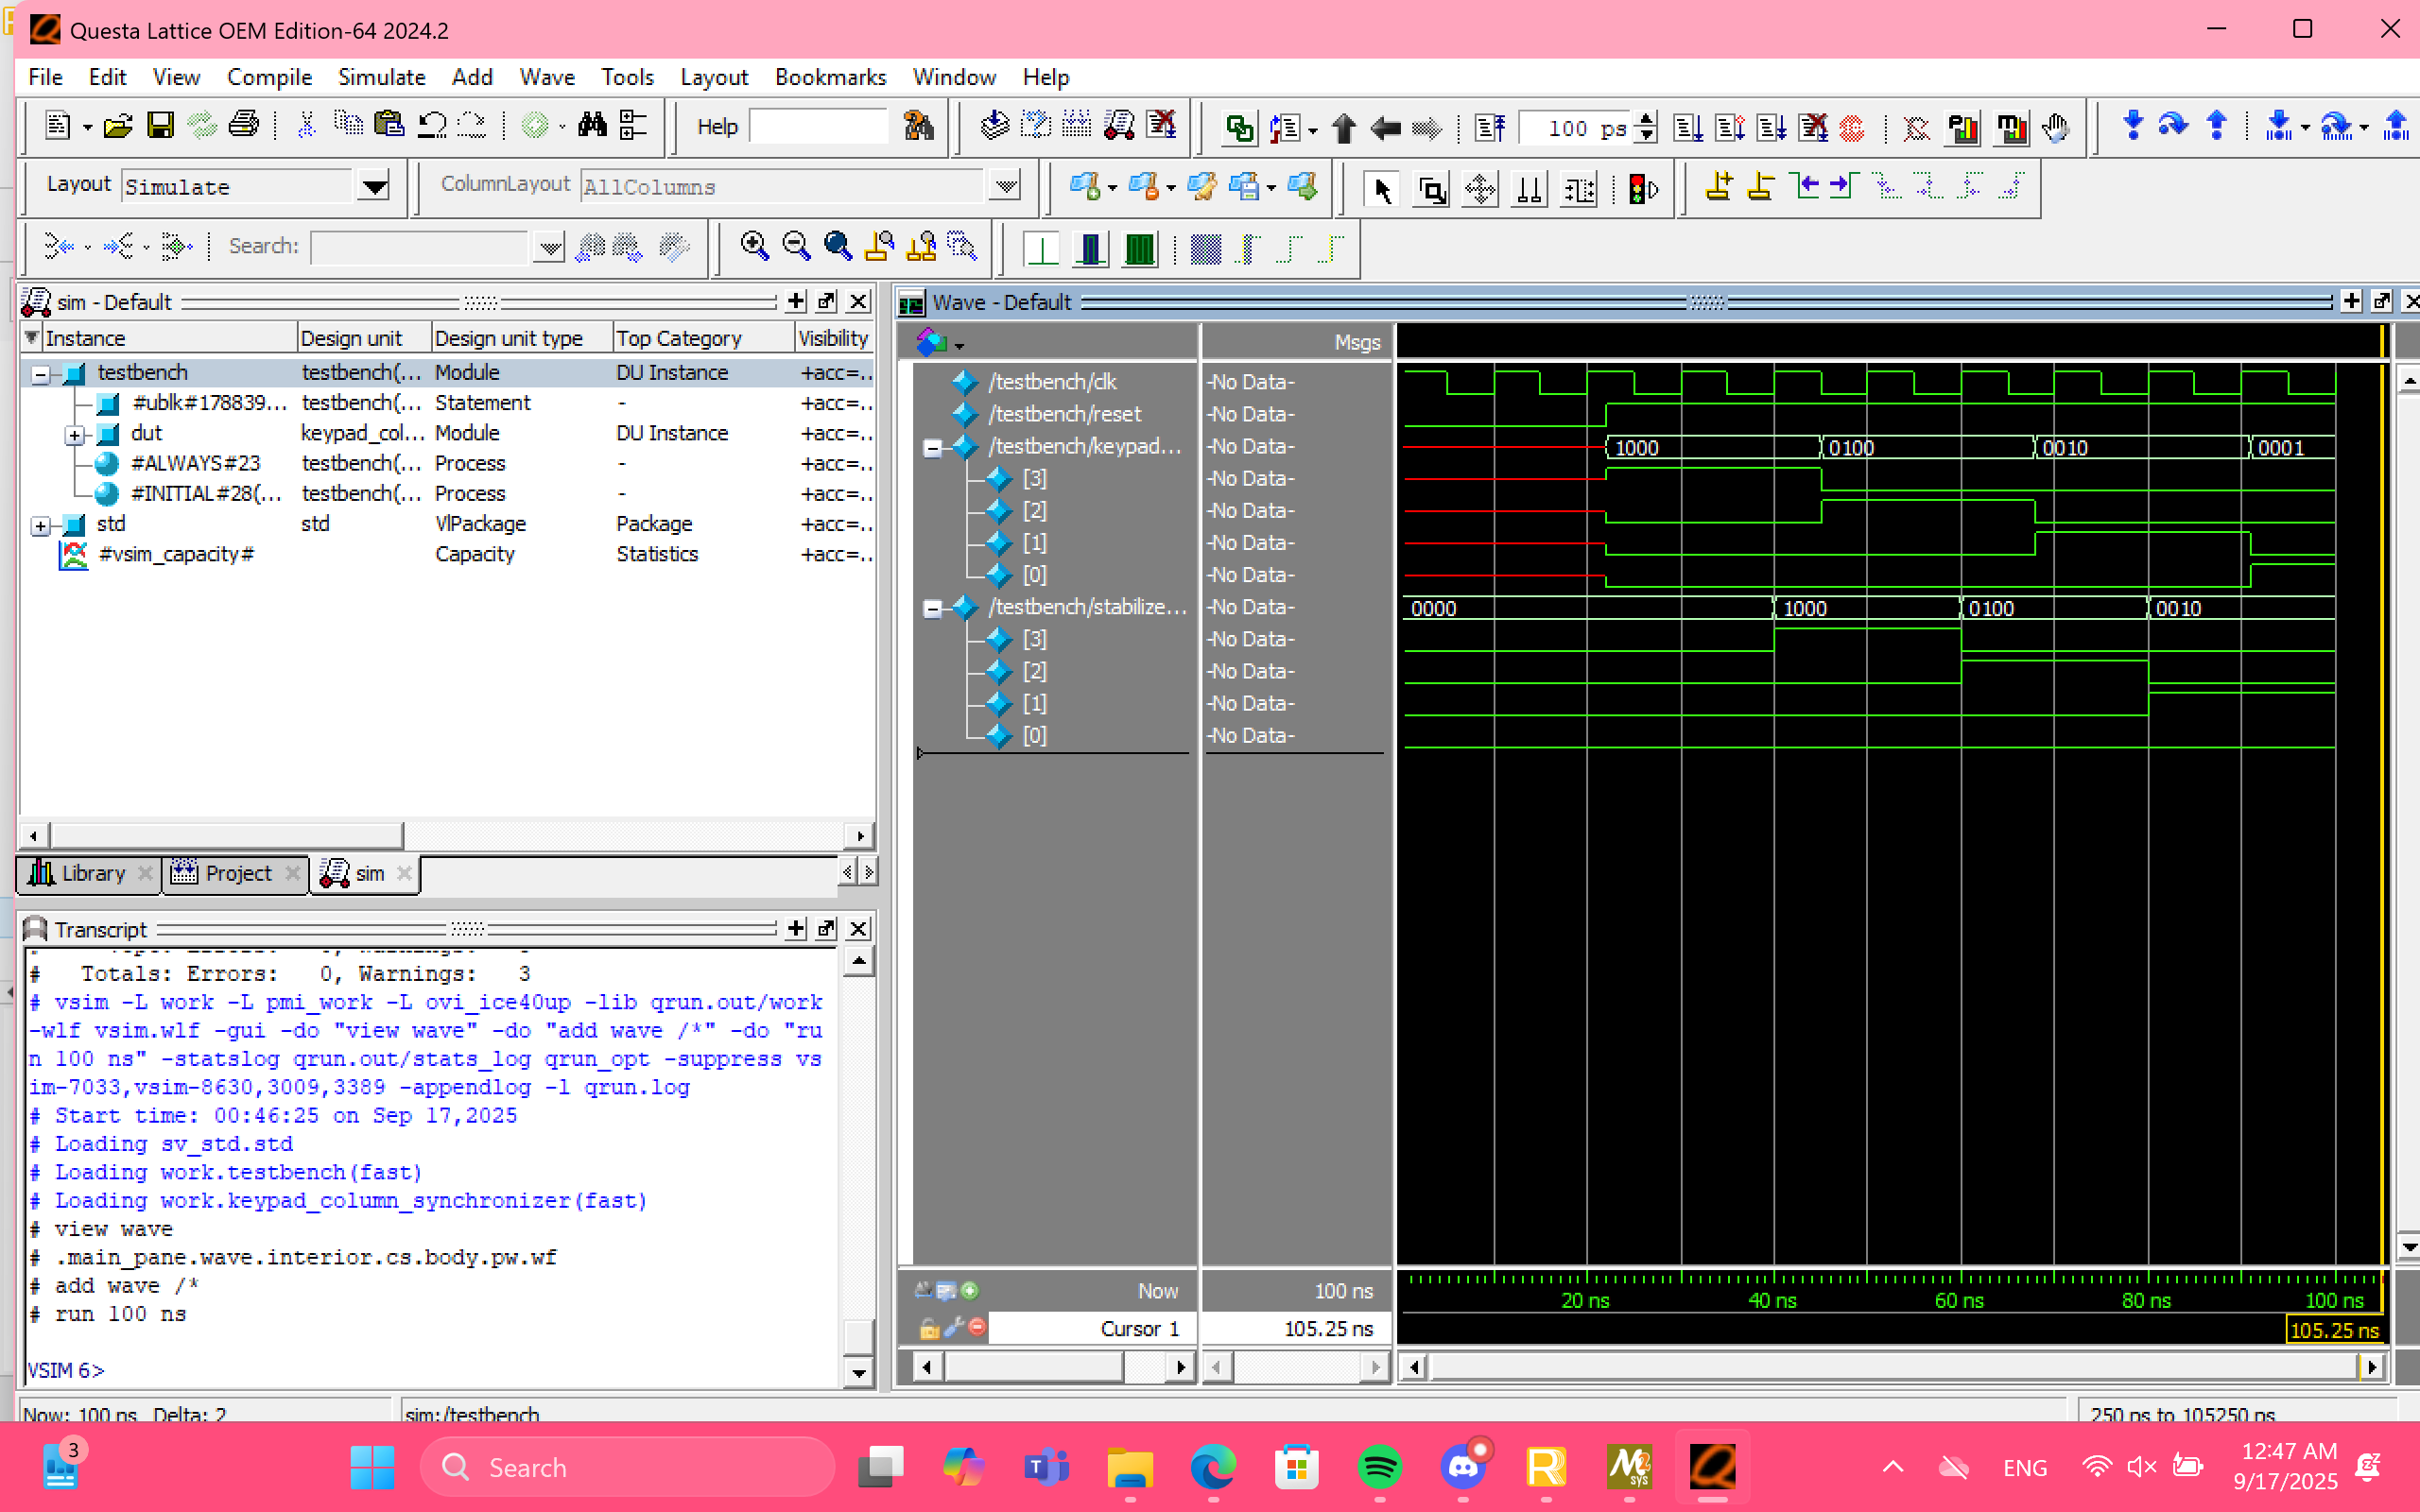 Questa Lattice OEM Edition-64 2024.2
File Edit View Compile Simulate Add Wave Tools Layout Bookmarks Window Help
Help 100 ps
Layout Simulate ColumnLayout AllColumns
Search:
sim - Default
Instance Design unit Design unit type Top Category Visibility
testbench testbench(... Module DU Instance +acc=..
#ublk#178839... testbench(... Statement - +acc=..
dut keypad_col... Module DU Instance +acc=..
#ALWAYS#23 testbench(... Process - +acc=..
#INITIAL#28(... testbench(... Process - +acc=..
std std VlPackage Package +acc=..
#vsim_capacity# Capacity Statistics +acc=..
Library Project sim
Transcript
# Totals: Errors: 0, Warnings: 3
# vsim -L work -L pmi_work -L ovi_ice40up -lib qrun.out/work
-wlf vsim.wlf -gui -do "view wave" -do "add wave /*" -do "ru
n 100 ns" -statslog qrun.out/stats_log qrun_opt -suppress vs
im-7033,vsim-8630,3009,3389 -appendlog -l qrun.log
# Start time: 00:46:25 on Sep 17,2025
# Loading sv_std.std
# Loading work.testbench(fast)
# Loading work.keypad_column_synchronizer(fast)
# view wave
# .main_pane.wave.interior.cs.body.pw.wf
# add wave /*
# run 100 ns
VSIM 6>
Wave - Default
Msgs
/testbench/clk -No Data-
/testbench/reset -No Data-
/testbench/keypad... -No Data- 1000 0100 0010 0001
[3] -No Data-
[2] -No Data-
[1] -No Data-
[0] -No Data-
/testbench/stabilize... -No Data- 0000 1000 0100 0010
[3] -No Data-
[2] -No Data-
[1] -No Data-
[0] -No Data-
Now 100 ns 20 ns 40 ns 60 ns 80 ns 100 ns
Cursor 1 105.25 ns 105.25 ns
Now: 100 ns Delta: 2 sim:/testbench 250 ps to 105250 ps
3 Search ENG 12:47 AM
9/17/2025